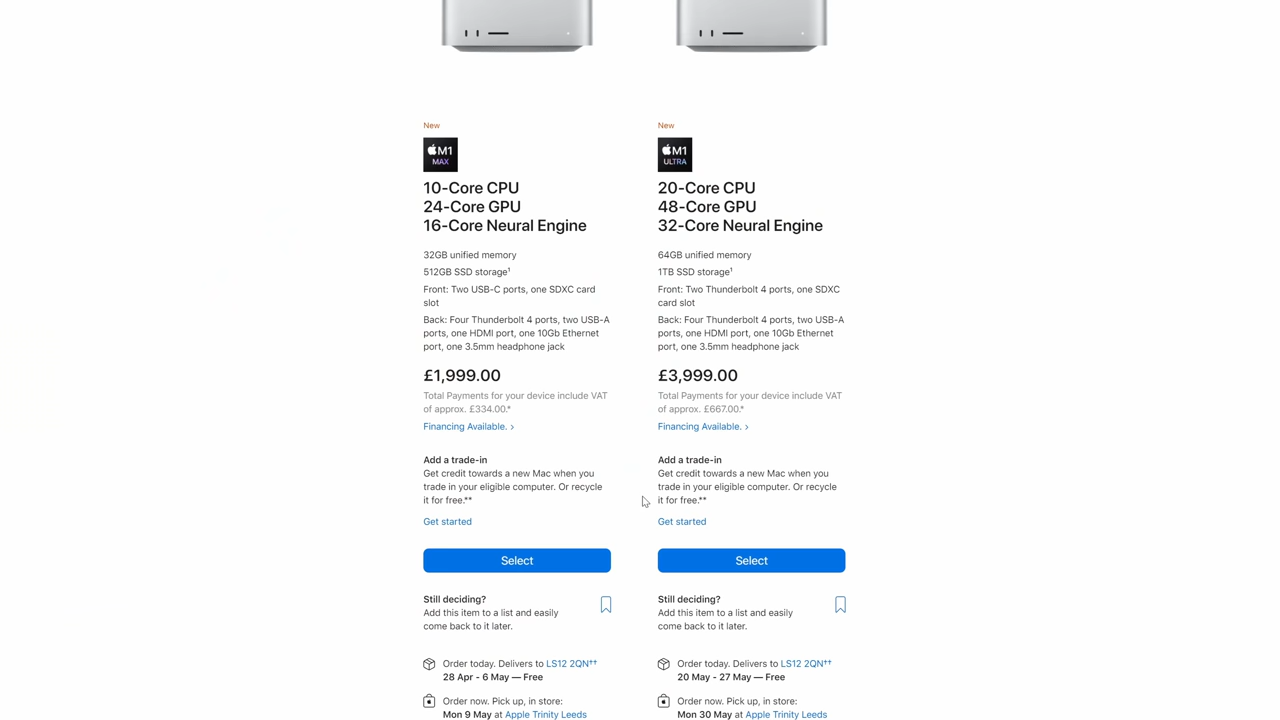 New
M1
MAX
10-Core CPU
24-Core GPU
16-Core Neural Engine
32GB unified memory
512GB SSD storage¹
Front: Two USB-C ports, one SDXC card
slot
Back: Four Thunderbolt 4 ports, two USB-A
ports, one HDMI port, one 10Gb Ethernet
port, one 3.5mm headphone jack
£1,999.00
Total Payments for your device include VAT
of approx. £334.00.*
Financing Available. >
Add a trade-in
Get credit towards a new Mac when you
trade in your eligible computer. Or recycle
it for free.**
Get started
Select
Still deciding?
Add this item to a list and easily
come back to it later.
Order today. Delivers to LS12 2QN††
28 Apr - 6 May — Free
Order now. Pick up, in store:
Mon 9 May at Apple Trinity Leeds
New
M1
ULTRA
20-Core CPU
48-Core GPU
32-Core Neural Engine
64GB unified memory
1TB SSD storage¹
Front: Two Thunderbolt 4 ports, one SDXC
card slot
Back: Four Thunderbolt 4 ports, two USB-A
ports, one HDMI port, one 10Gb Ethernet
port, one 3.5mm headphone jack
£3,999.00
Total Payments for your device include VAT
of approx. £667.00.*
Financing Available. >
Add a trade-in
Get credit towards a new Mac when you
trade in your eligible computer. Or recycle
it for free.**
Get started
Select
Still deciding?
Add this item to a list and easily
come back to it later.
Order today. Delivers to LS12 2QN††
20 May - 27 May — Free
Order now. Pick up, in store:
Mon 30 May at Apple Trinity Leeds